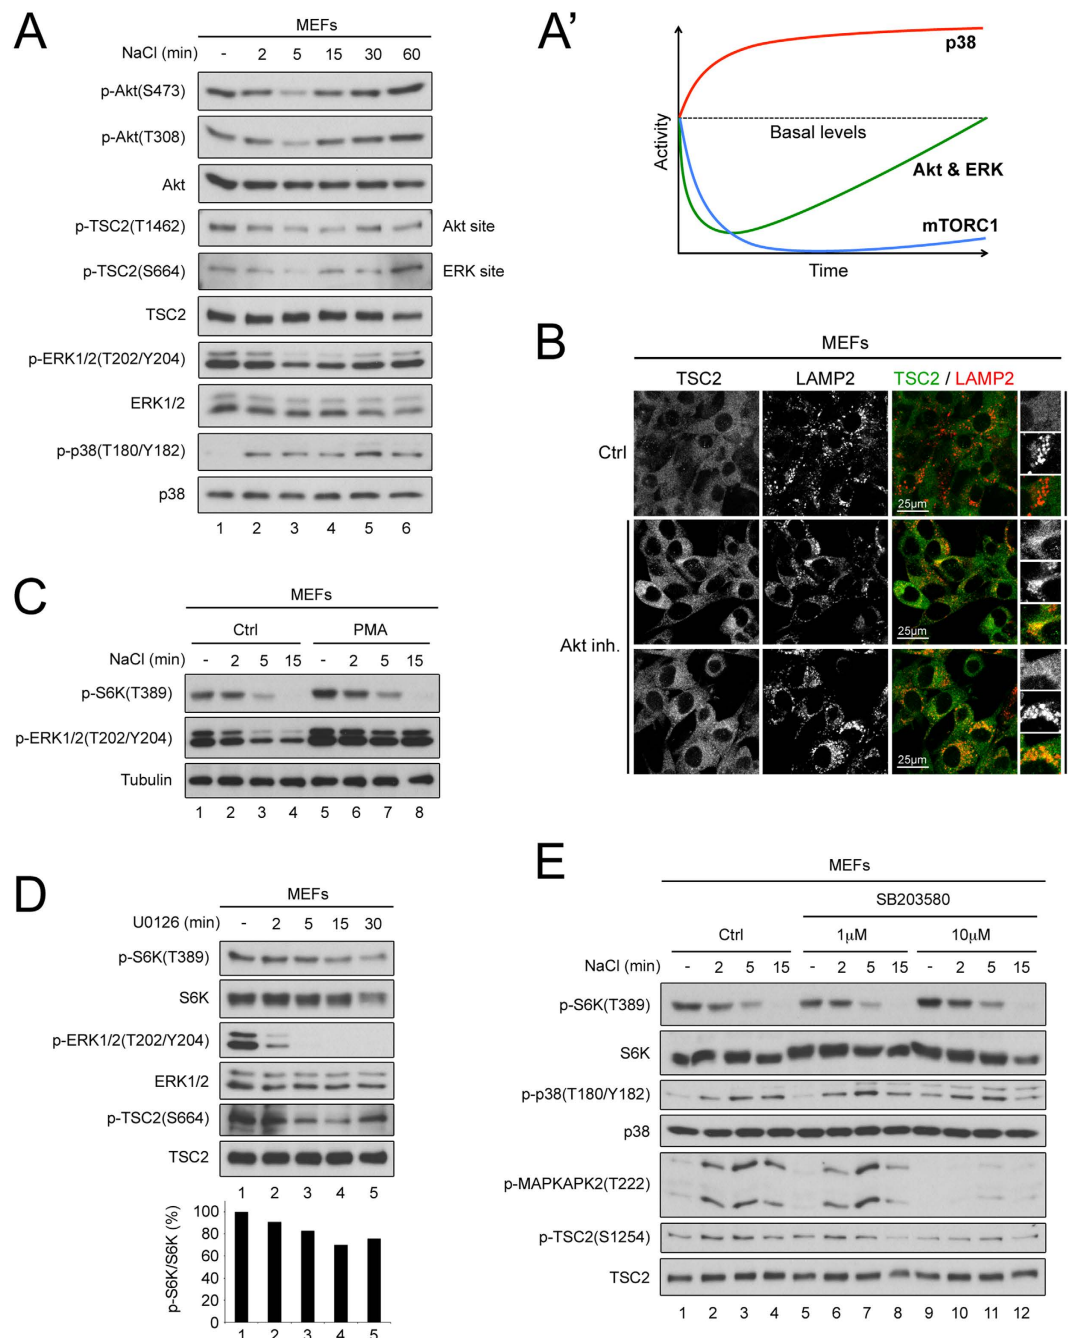 A
MEFs
NaCl (min) - 2 5 15 30 60
p-Akt(S473)
p-Akt(T308)
Akt
p-TSC2(T1462) Akt site
p-TSC2(S664) ERK site
TSC2
p-ERK1/2(T202/Y204)
ERK1/2
p-p38(T180/Y182)
p38
1 2 3 4 5 6
A'
p38
Activity
Basal levels
Akt & ERK
mTORC1
Time
B
MEFs
TSC2 LAMP2 TSC2 / LAMP2
Ctrl
25μm
Akt inh.
25μm
25μm
C
MEFs
Ctrl PMA
NaCl (min) - 2 5 15 - 2 5 15
p-S6K(T389)
p-ERK1/2(T202/Y204)
Tubulin
1 2 3 4 5 6 7 8
D
MEFs
U0126 (min) - 2 5 15 30
p-S6K(T389)
S6K
p-ERK1/2(T202/Y204)
ERK1/2
p-TSC2(S664)
TSC2
1 2 3 4 5
p-S6K/S6K (%)
100
80
60
40
20
0
1 2 3 4 5
E
MEFs
SB203580
Ctrl 1μM 10μM
NaCl (min) - 2 5 15 - 2 5 15 - 2 5 15
p-S6K(T389)
S6K
p-p38(T180/Y182)
p38
p-MAPKAPK2(T222)
p-TSC2(S1254)
TSC2
1 2 3 4 5 6 7 8 9 10 11 12